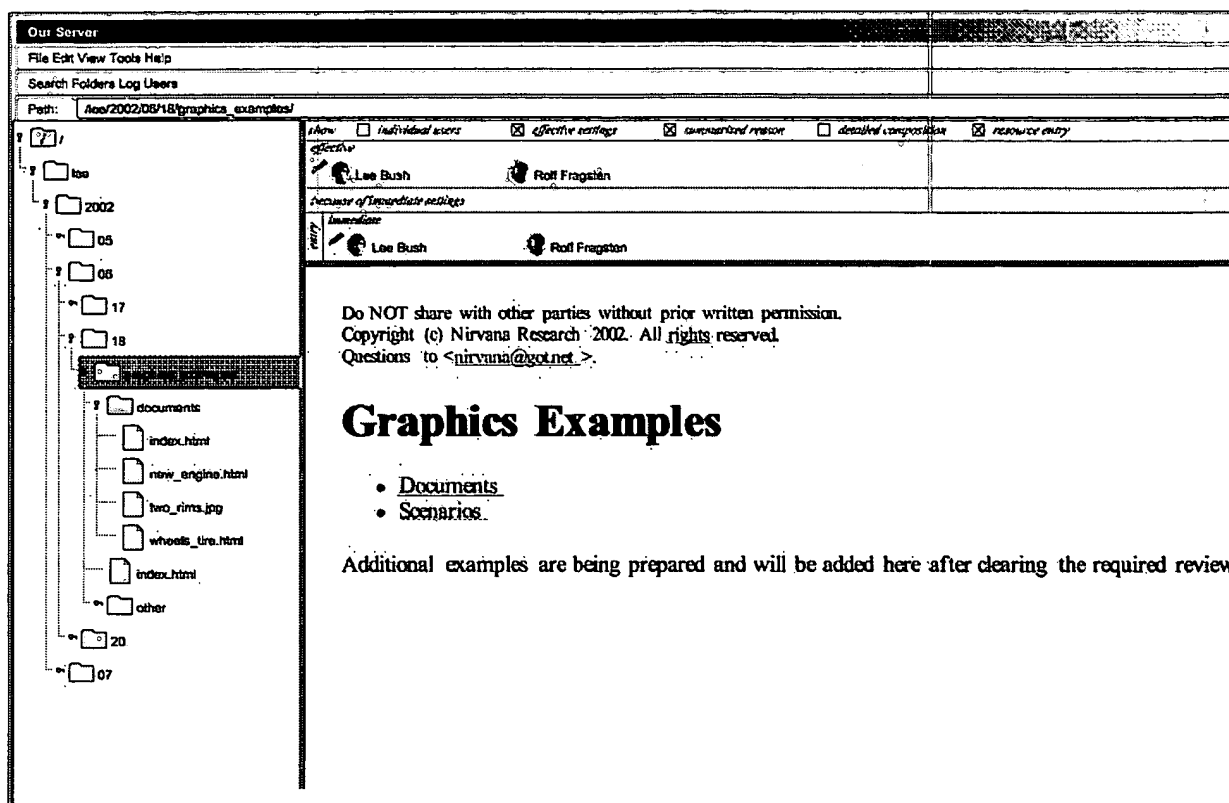 Our Server
File Edit View Tools Help
Search Folders Log Users
Path: /lee/2002/06/18/graphics_examples/
/
lee
2002
05
06
17
18
documents
index.html
new_engine.html
two_rims.jpg
wheels_tire.html
index.html
other
20
07
show individual users effective settings summarized reason detailed composition resource entry
effective
Lee Bush Rolf Fragsten
because of immediate settings
entry
immediate
Lee Bush Rolf Fragsten
Do NOT share with other parties without prior written permission.
Copyright (c) Nirvana Research 2002. All rights reserved.
Questions to <nirvana@got.net >.
Graphics Examples
• Documents
• Scenarios
Additional examples are being prepared and will be added here after clearing the required review